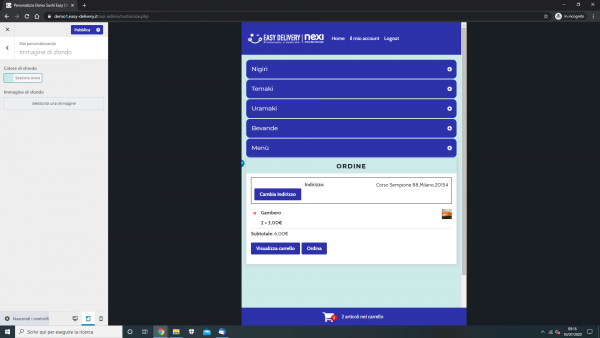 Personalizza Demo Sushi Easy D
demo1.easy-delivery.it/wp-admin/customize.php
In incognito
Pubblica
Stai personalizzando
Immagine di sfondo
Colore di sfondo
Seleziona colore
Immagine di sfondo
Seleziona una immagine
Nascondi i controlli
EASY DELIVERY
nexi
Home
Il mio account
Logout
Nigiri
Temaki
Uramaki
Bevande
Menù
ORDINE
Indirizzo:
Corso Sempione 88,Milano,20154
Cambia Indirizzo
× Gambero
2 × 3,00€
Subtotale: 6,00€
Visualizza carrello
Ordina
2 articoli nel carrello
Scrivi qui per eseguire la ricerca
09:16
10/07/2020